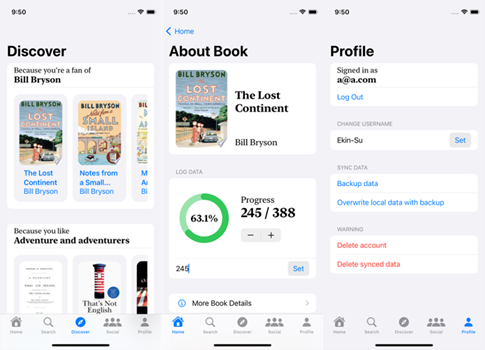 9:50
Discover
Because you're a fan of
Bill Bryson
BILL BRYSON
The
LOST
CONTINENT
BILL BRYSON
Notes from a
SMALL
ISLAND
BILL
The Lost
Continent
Bill Bryson
Notes from
a Small...
Bill Bryson
Because you like
Adventure and adventurers
That's Not
English
Home
Search
Discover
Social
Profile
9:50
Home
About Book
BILL BRYSON
The
LOST
CONTINENT
The Lost
Continent
Bill Bryson
LOG DATA
63.1%
Progress
245 / 388
− +
245
Set
More Book Details
Home
Search
Discover
Social
Profile
9:50
Profile
Signed in as
a@a.com
Log Out
CHANGE USERNAME
Ekin-Su
Set
SYNC DATA
Backup data
Overwrite local data with backup
WARNING
Delete account
Delete synced data
Home
Search
Discover
Social
Profile